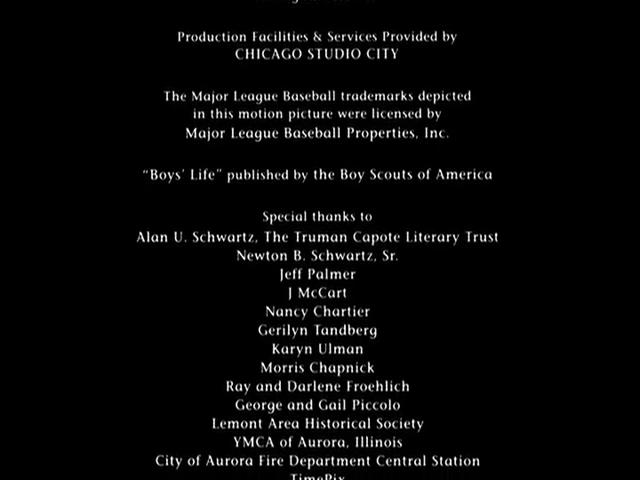 Production Facilities & Services Provided by
CHICAGO STUDIO CITY
The Major League Baseball trademarks depicted
in this motion picture were licensed by
Major League Baseball Properties, Inc.
“Boys’ Life” published by the Boy Scouts of America
Special thanks to
Alan U. Schwartz, The Truman Capote Literary Trust
Newton B. Schwartz, Sr.
Jeff Palmer
J McCart
Nancy Chartier
Gerilyn Tandberg
Karyn Ulman
Morris Chapnick
Ray and Darlene Froehlich
George and Gail Piccolo
Lemont Area Historical Society
YMCA of Aurora, Illinois
City of Aurora Fire Department Central Station
TimePix